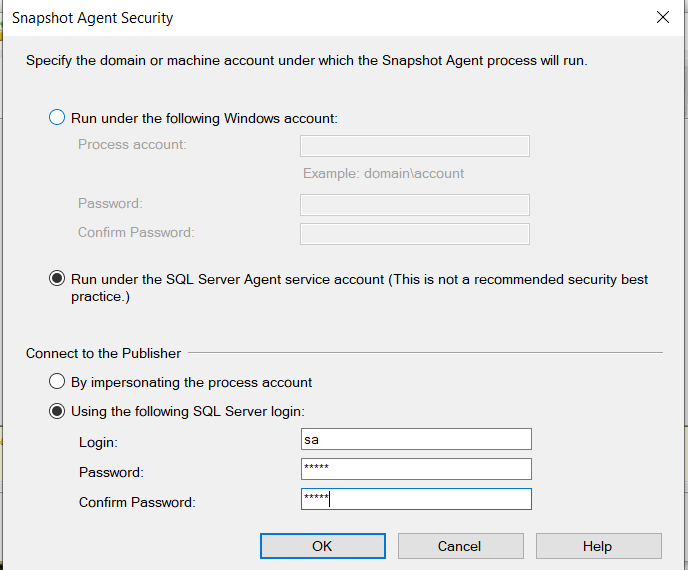 Snapshot Agent Security
Specify the domain or machine account under which the Snapshot Agent process will run.
Run under the following Windows account:
Process account:
Example: domain\account
Password:
Confirm Password:
Run under the SQL Server Agent service account (This is not a recommended security best
practice.)
Connect to the Publisher
By impersonating the process account
Using the following SQL Server login:
Login: sa
Password: *****
Confirm Password: *****
OK Cancel Help